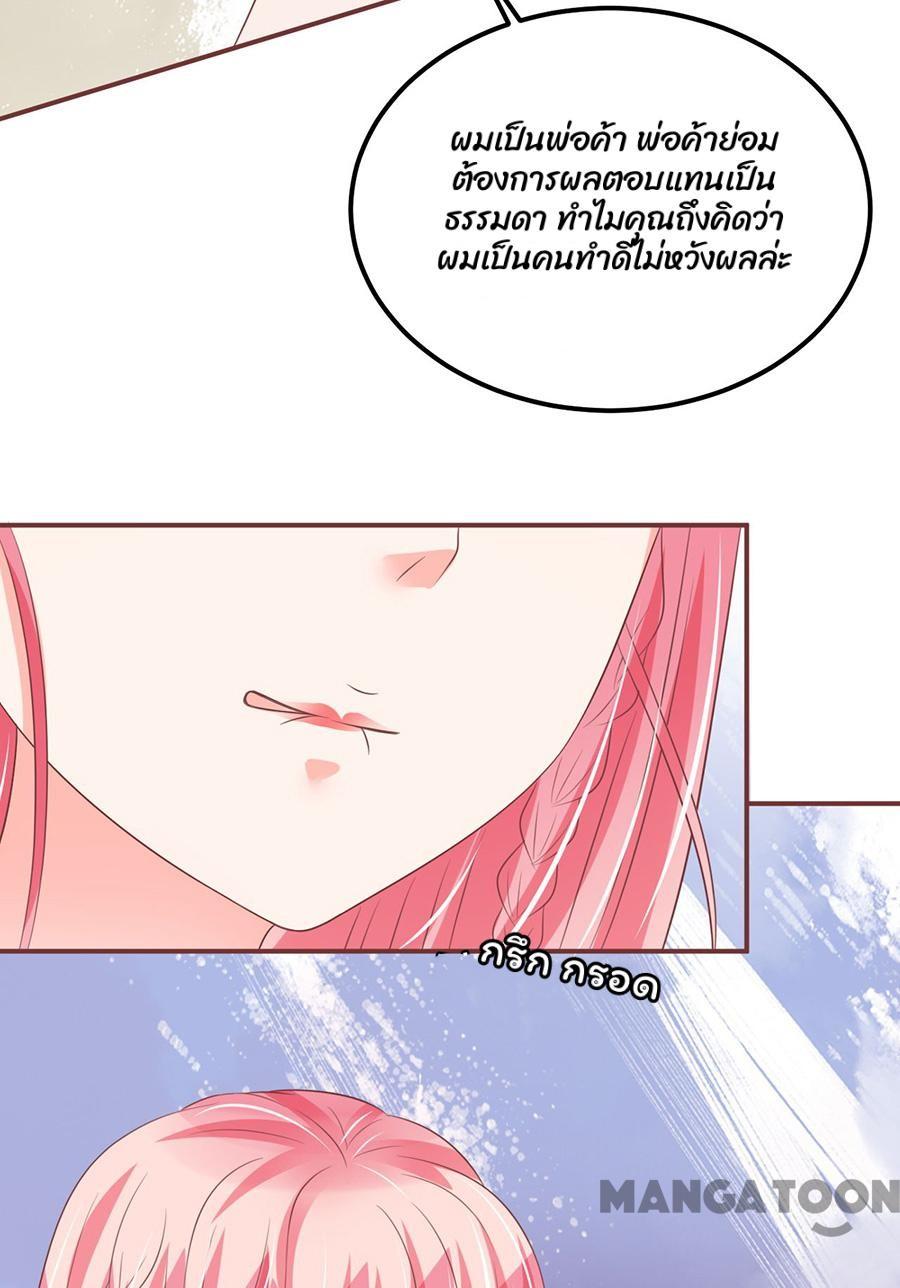 ผมเป็นพ่อค้า พ่อค้าย่อม
ต้องการผลตอบแทนเป็น
ธรรมดา ทำไมคุณถึงคิดว่า
ผมเป็นคนทำดีไม่หวังผลล่ะ
กรึก กรอด
MANGATOON